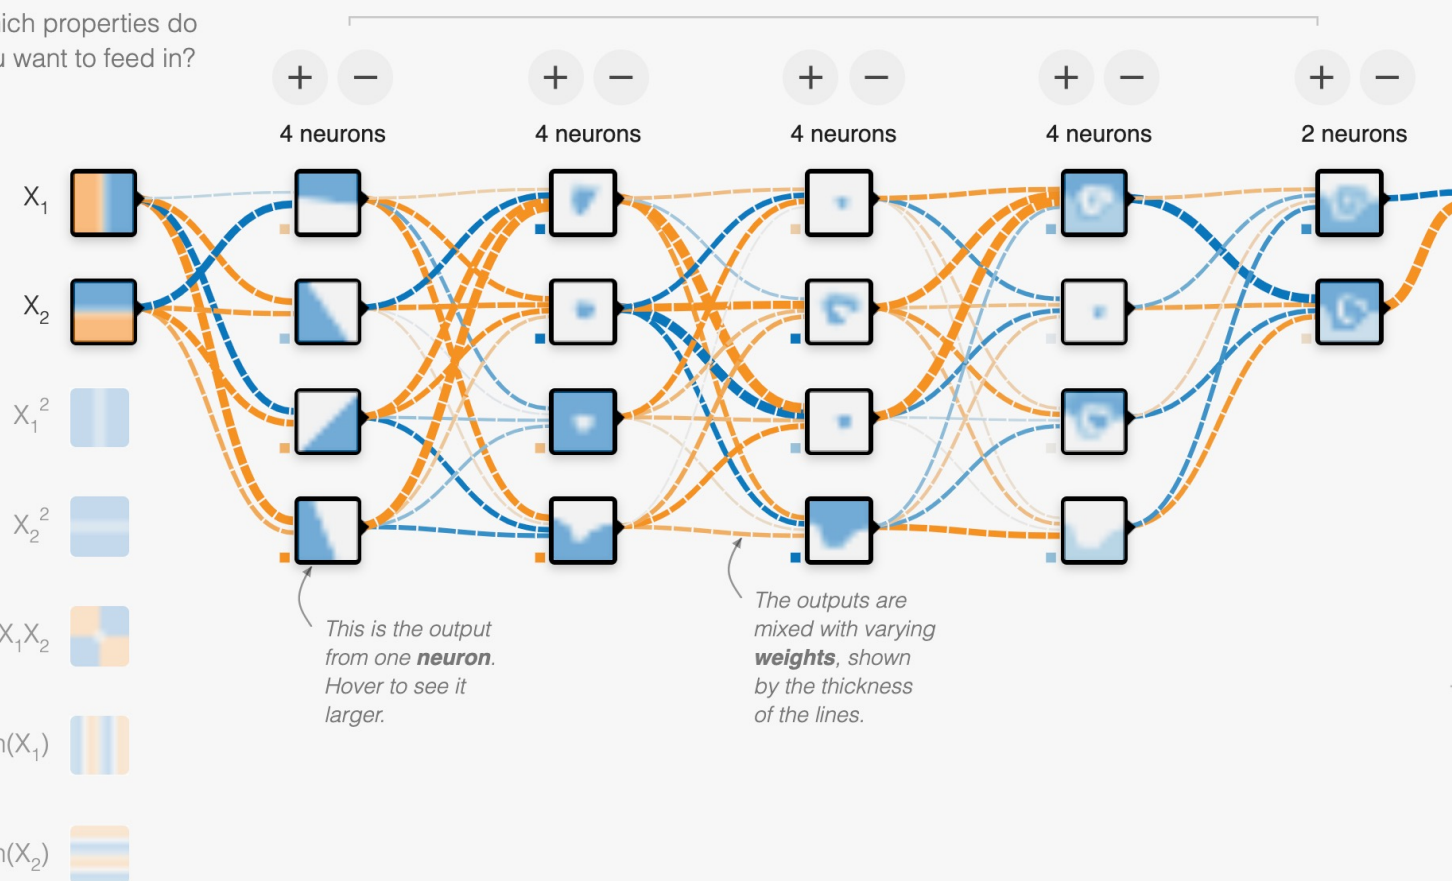 ich properties do
u want to feed in?
+ − + − + − + − + −
4 neurons 4 neurons 4 neurons 4 neurons 2 neurons
X₁
X₂
X₁²
X₂²
X₁X₂
n(X₁)
n(X₂)
This is the output
from one neuron.
Hover to see it
larger.
The outputs are
mixed with varying
weights, shown
by the thickness
of the lines.